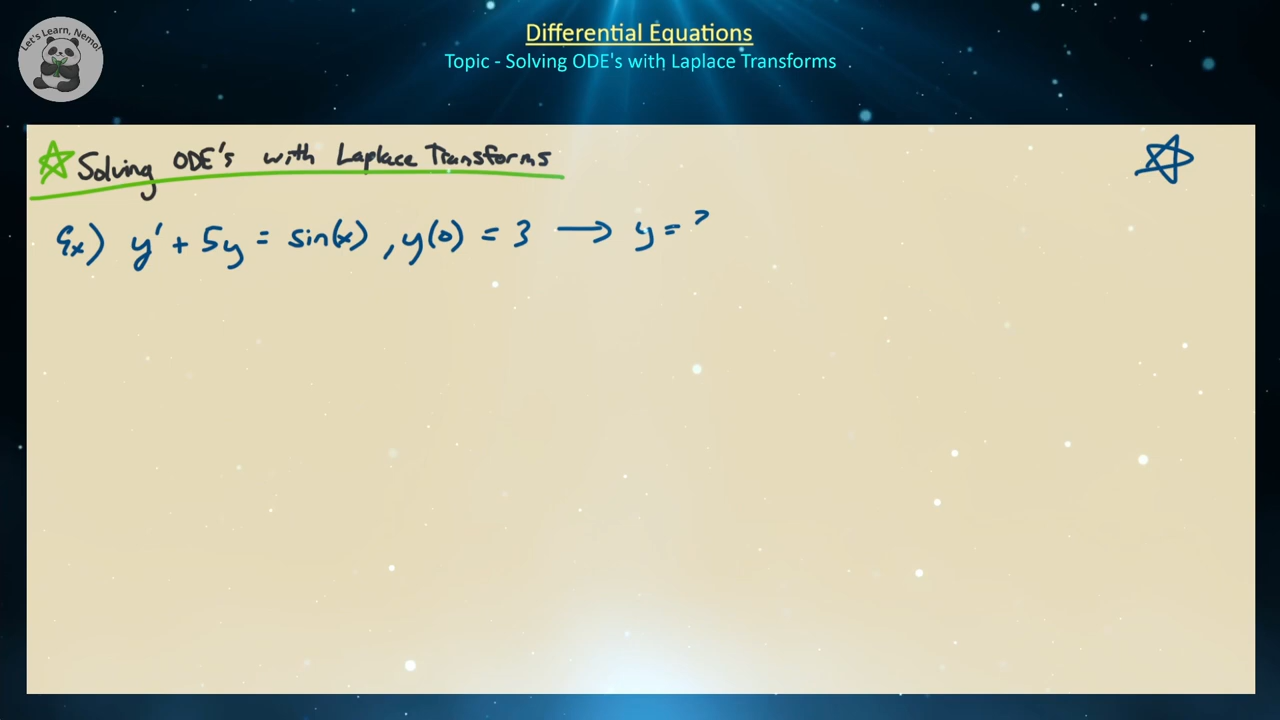 Let's Learn, Nemo!
Differential Equations
Topic - Solving ODE's with Laplace Transforms .
Solving ODE's with Laplace Transforms
Ex) y' + 5y = sin(x) , y(0) = 3 → y = ?